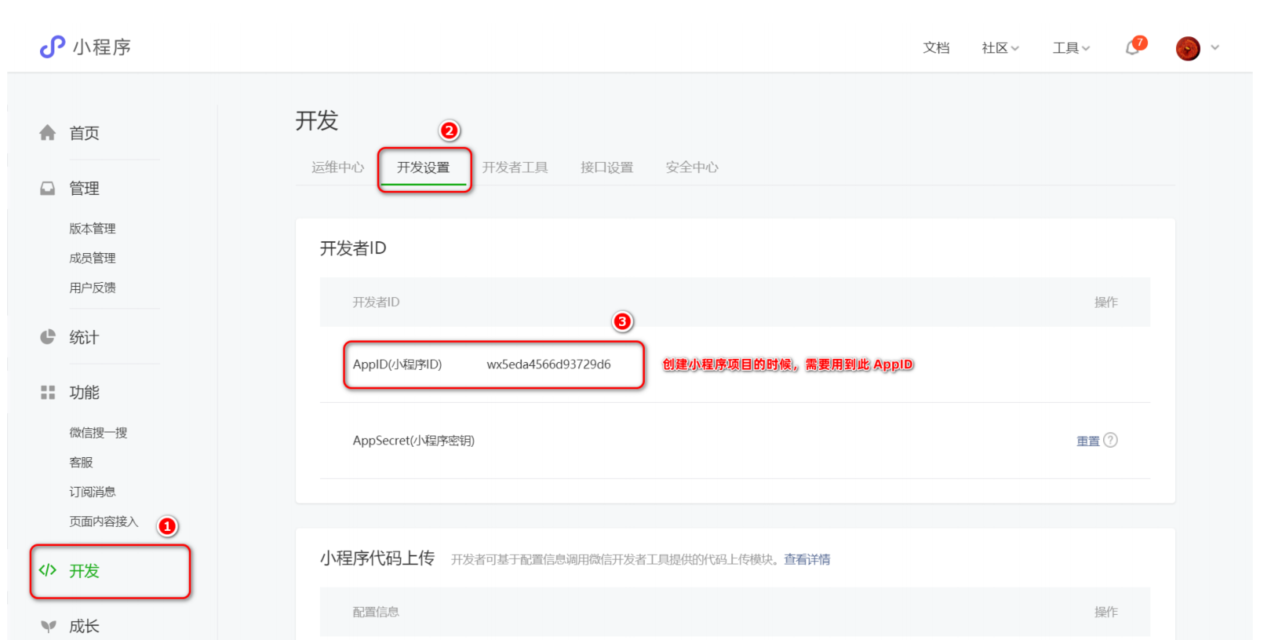 小程序
文档 社区 工具 7
首页
管理
版本管理
成员管理
用户反馈
统计
功能
微信搜一搜
客服
订阅消息
页面内容接入
1
</> 开发
成长
开发
2
运维中心 开发设置 开发者工具 接口设置 安全中心
开发者ID
开发者ID 操作
3
AppID(小程序ID) wx5eda4566d93729d6 创建小程序项目的时候，需要用到此 AppID
AppSecret(小程序密钥) 重置 ?
小程序代码上传 开发者可基于配置信息调用微信开发者工具提供的代码上传模块。查看详情
配置信息 操作